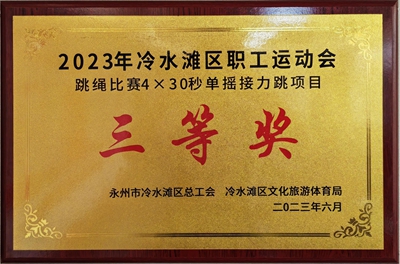 2023年冷水滩区职工运动会
跳绳比赛4×30秒单摇接力跳项目
三等奖
永州市冷水滩区总工会 冷水滩区文化旅游体育局
二〇二三年六月